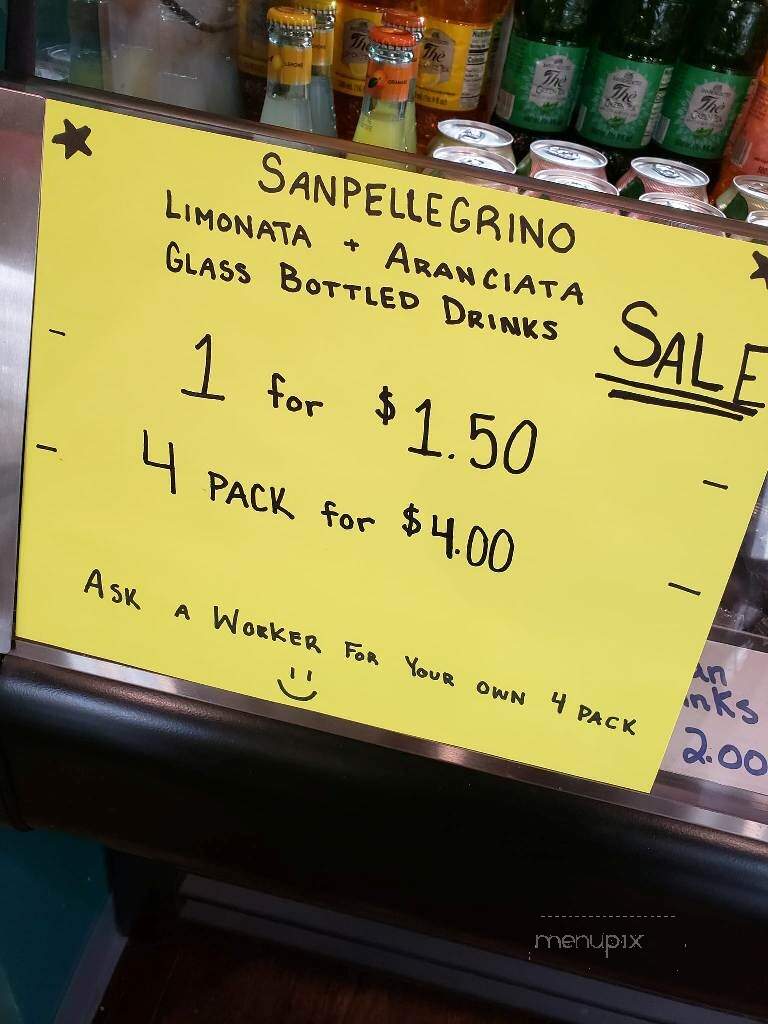 SANPELLEGRINO
LIMONATA + ARANCIATA
GLASS BOTTLED DRINKS
SALE
1 for $1.50
4 PACK for $4.00
ASK A WORKER FOR YOUR OWN 4 PACK
2.00
menupix